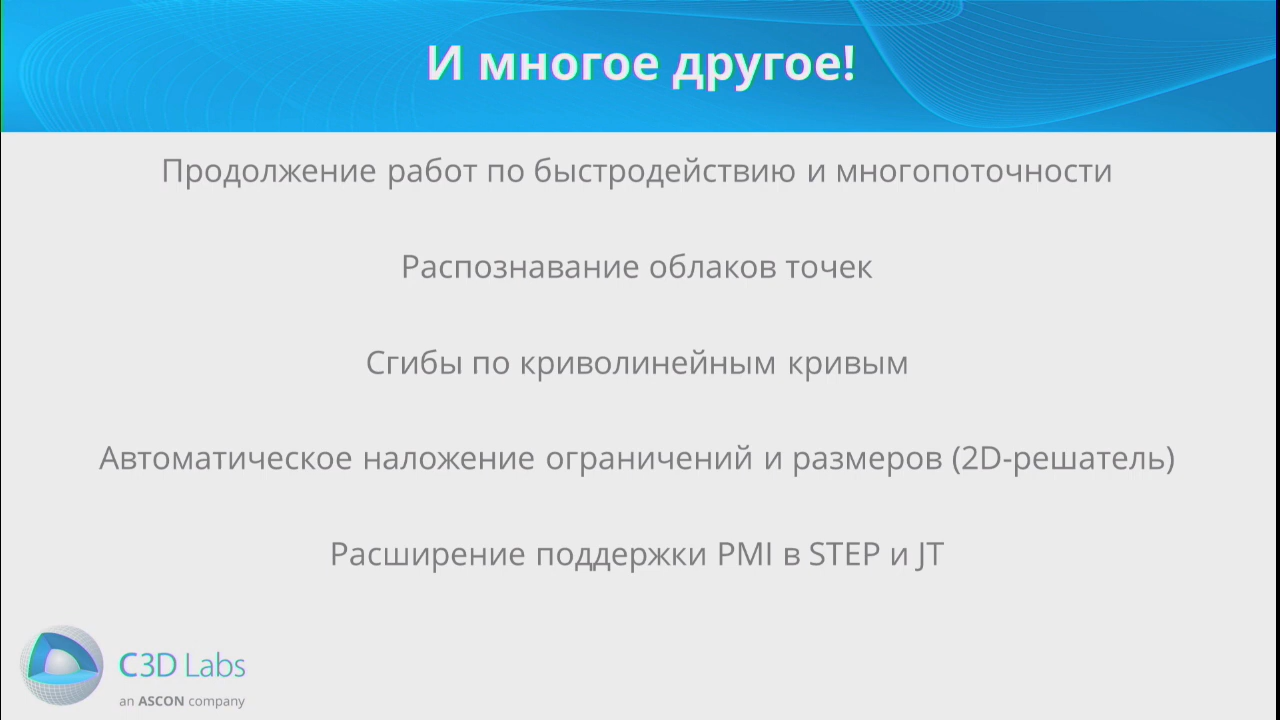 И многое другое!
Продолжение работ по быстродействию и многопоточности
Распознавание облаков точек
Сгибы по криволинейным кривым
Автоматическое наложение ограничений и размеров (2D-решатель)
Расширение поддержки PMI в STEP и JT
C3D Labs
an ASCON company